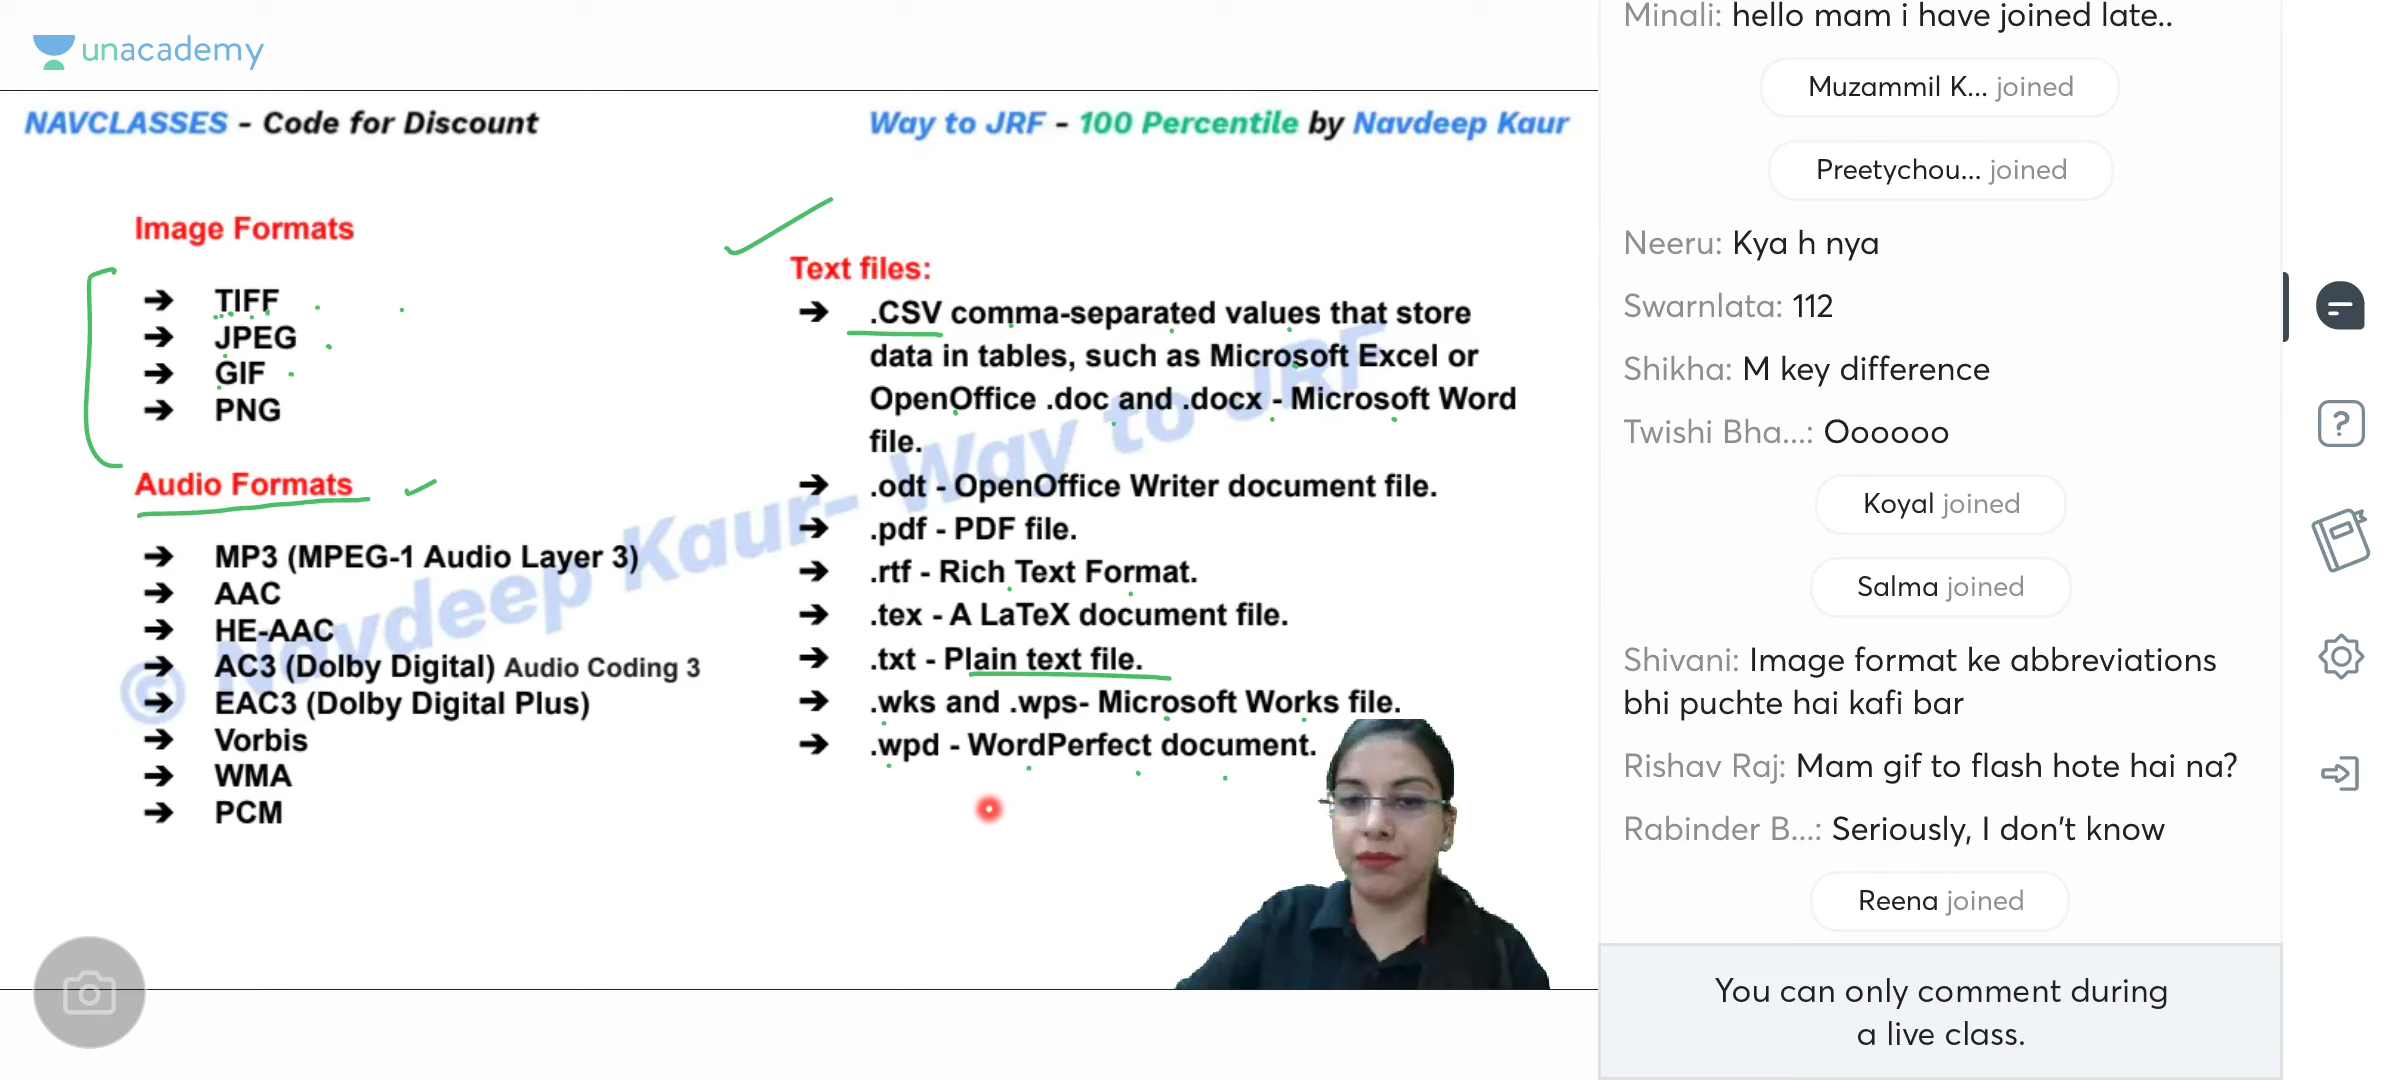 unacademy
NAVCLASSES - Code for Discount
Way to JRF - 100 Percentile by Navdeep Kaur
Image Formats
➔ TIFF
➔ JPEG
➔ GIF
➔ PNG
Audio Formats
➔ MP3 (MPEG-1 Audio Layer 3)
➔ AAC
➔ HE-AAC
➔ AC3 (Dolby Digital) Audio Coding 3
➔ EAC3 (Dolby Digital Plus)
➔ Vorbis
➔ WMA
➔ PCM
Text files:
➔ .CSV comma-separated values that store
data in tables, such as Microsoft Excel or
OpenOffice .doc and .docx - Microsoft Word
file.
➔ .odt - OpenOffice Writer document file.
➔ .pdf - PDF file.
➔ .rtf - Rich Text Format.
➔ .tex - A LaTeX document file.
➔ .txt - Plain text file.
➔ .wks and .wps- Microsoft Works file.
➔ .wpd - WordPerfect document.
© Navdeep Kaur- Way to JRF
Minali: hello mam i have joined late..
Muzammil K... joined
Preetychou... joined
Neeru: Kya h nya
Swarnlata: 112
Shikha: M key difference
Twishi Bha...: Oooooo
Koyal joined
Salma joined
Shivani: Image format ke abbreviations
bhi puchte hai kafi bar
Rishav Raj: Mam gif to flash hote hai na?
Rabinder B...: Seriously, I don't know
Reena joined
You can only comment during
a live class.